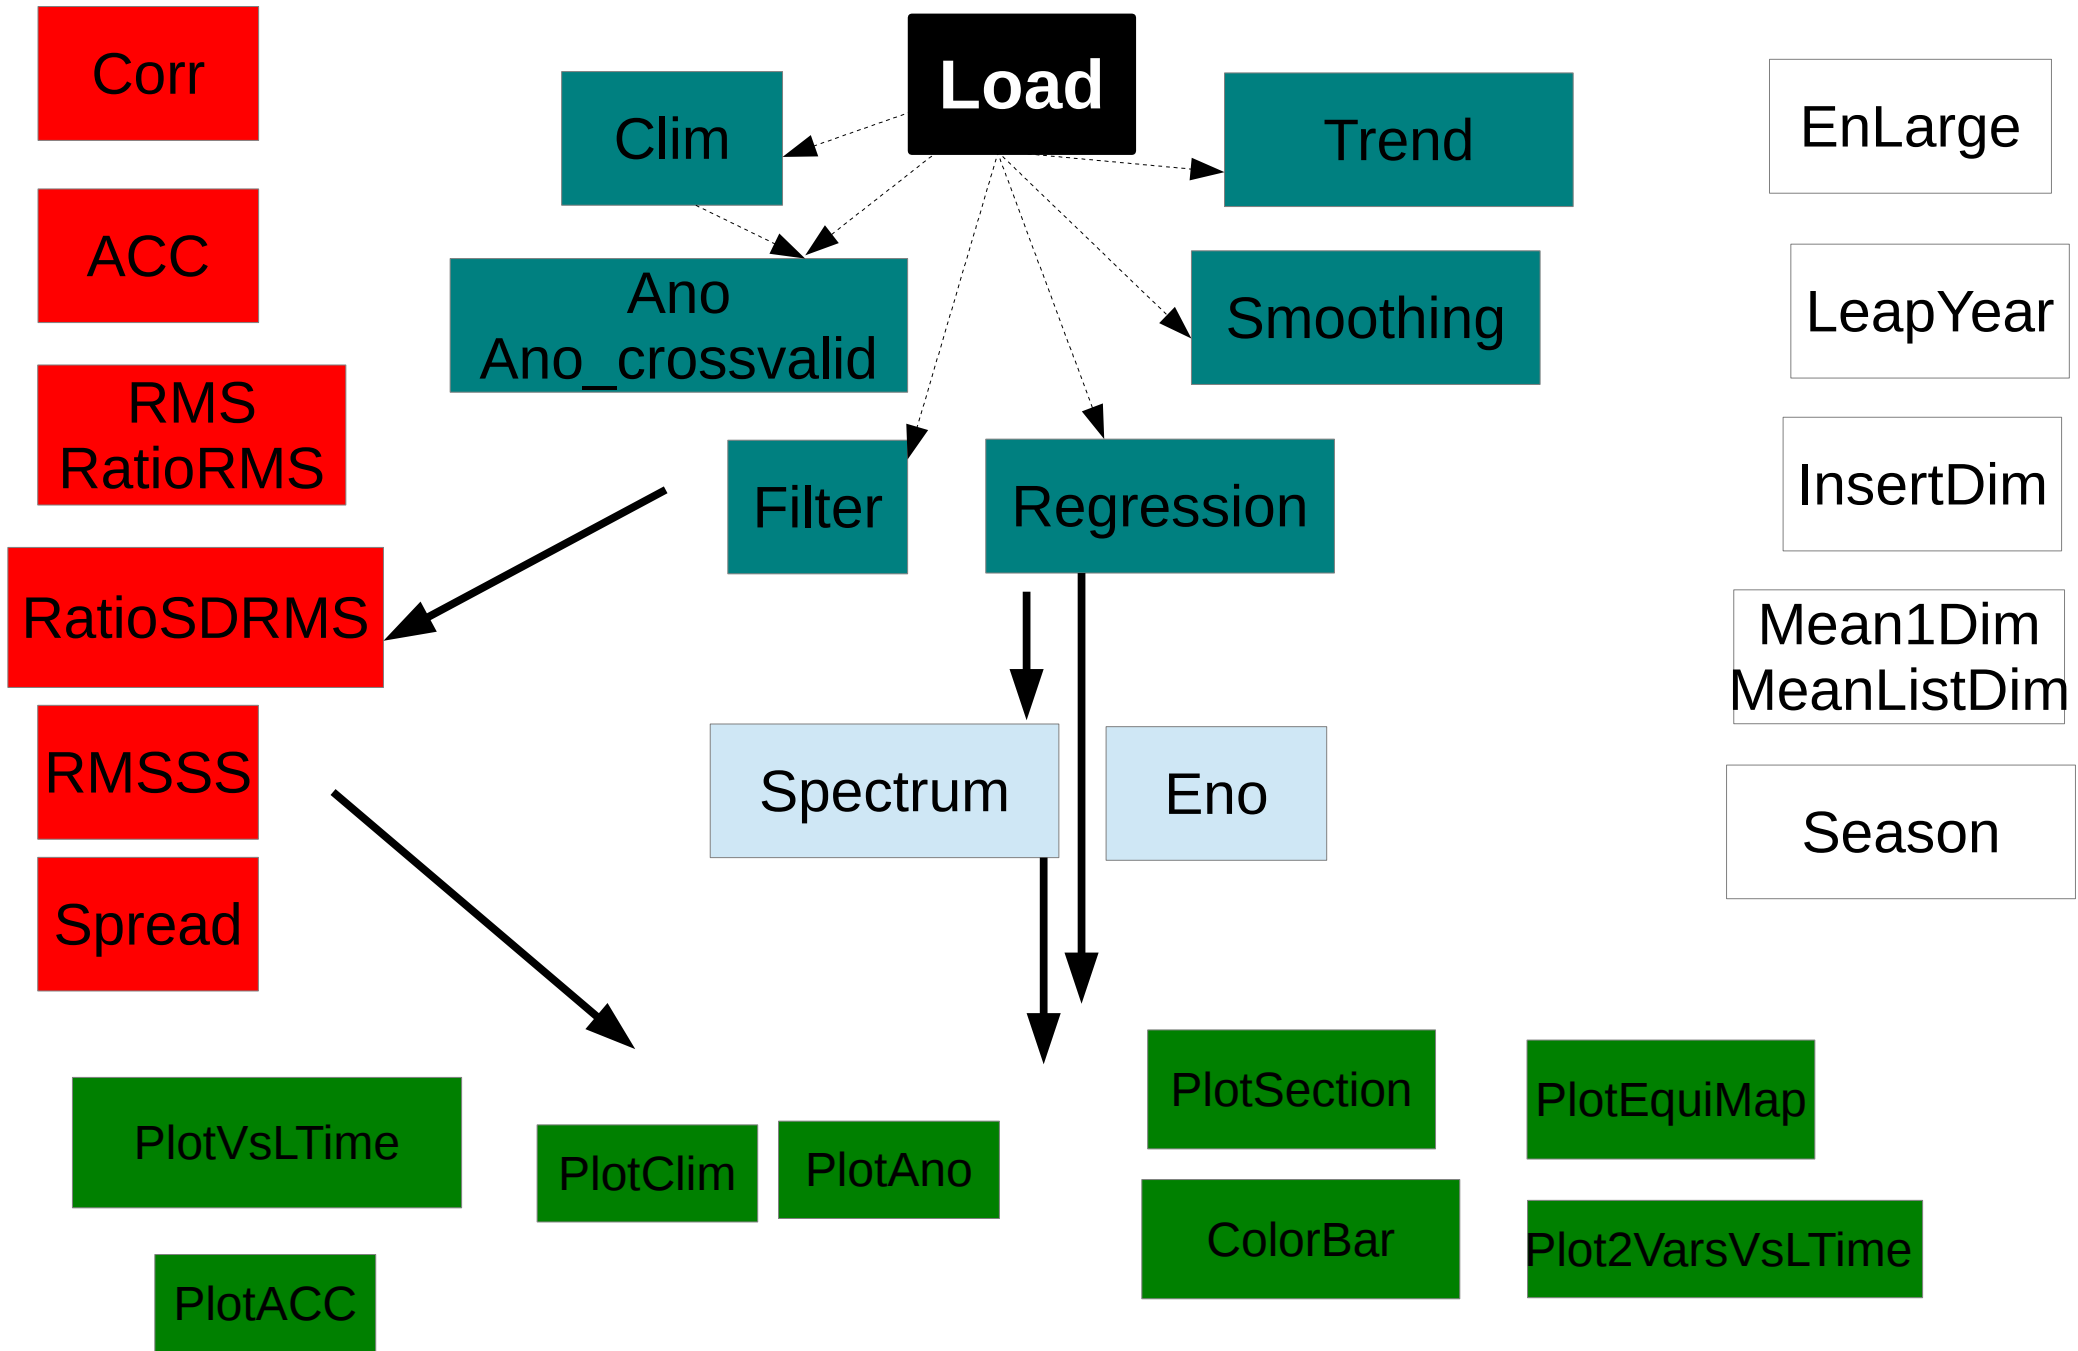 Corr
ACC
RMS
RatioRMS
RatioSDRMS
RMSSS
Spread
Load
Clim
Trend
Ano
Ano_crossvalid
Smoothing
Filter
Regression
Spectrum
Eno
EnLarge
LeapYear
InsertDim
Mean1Dim
MeanListDim
Season
PlotVsLTime
PlotACC
PlotClim
PlotAno
PlotSection
ColorBar
PlotEquiMap
Plot2VarsVsLTime